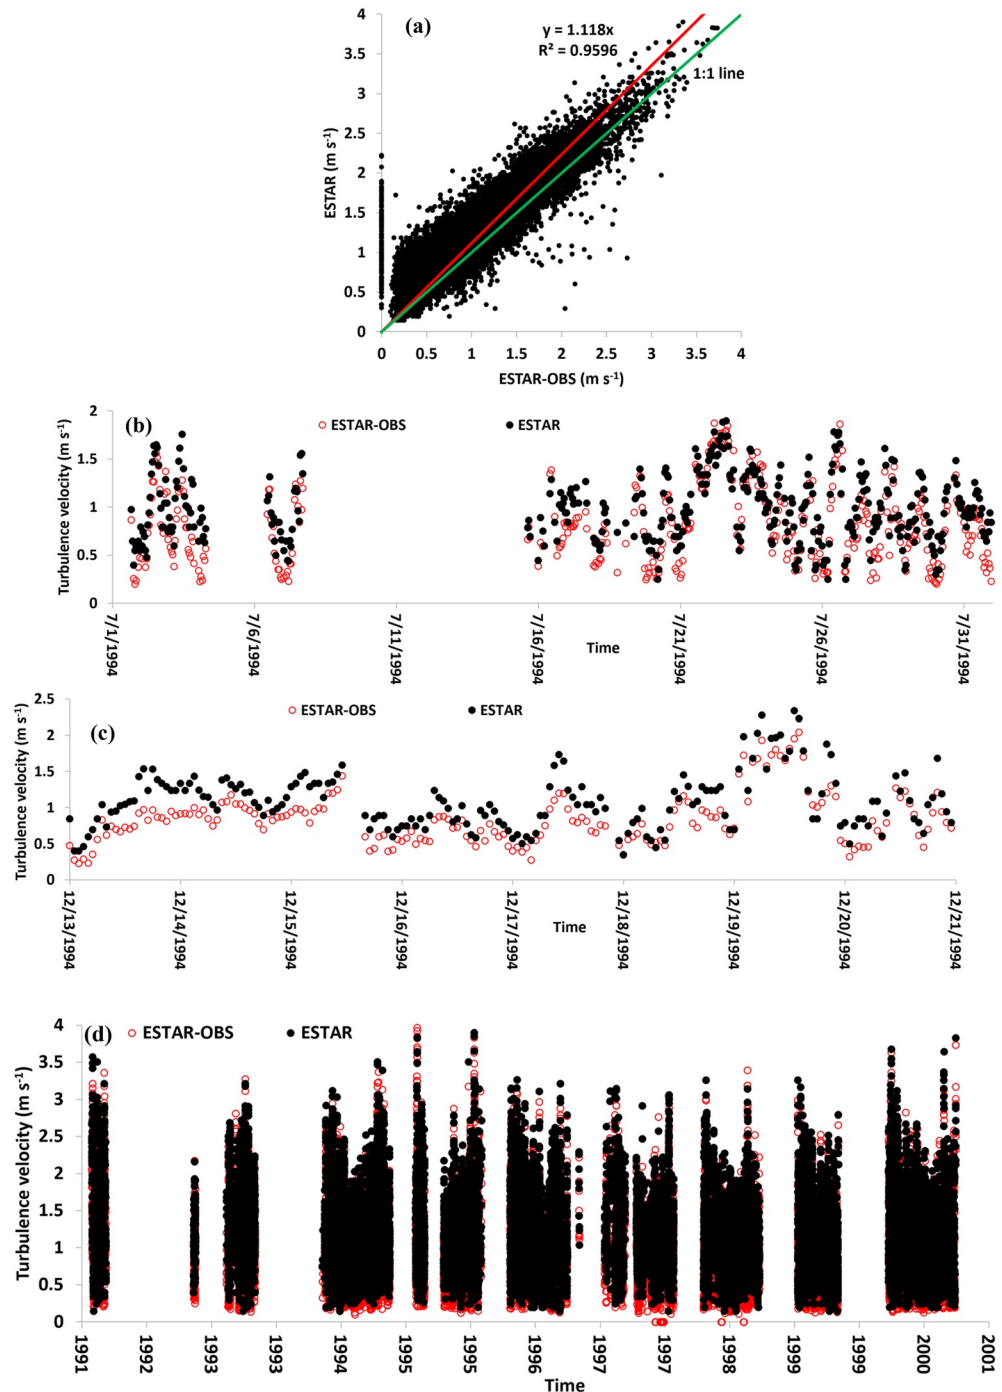 (a)
y = 1.118x
R² = 0.9596
1:1 line
4
3.5
3
2.5
2
1.5
1
0.5
0
ESTAR (m s⁻¹)
0 0.5 1 1.5 2 2.5 3 3.5 4
ESTAR-OBS (m s⁻¹)
(b)
ESTAR-OBS ESTAR
2
1.5
1
0.5
0
Turbulence velocity (m s⁻¹)
7/1/1994 7/6/1994 7/11/1994 7/16/1994 7/21/1994 7/26/1994 7/31/1994
Time
(c)
ESTAR-OBS ESTAR
2.5
2
1.5
1
0.5
0
Turbulence velocity (m s⁻¹)
12/13/1994 12/14/1994 12/15/1994 12/16/1994 12/17/1994 12/18/1994 12/19/1994 12/20/1994 12/21/1994
Time
(d)
ESTAR-OBS ESTAR
4
3.5
3
2.5
2
1.5
1
0.5
0
Turbulence velocity (m s⁻¹)
1991 1992 1993 1993 1994 1995 1995 1996 1997 1997 1998 1999 1999 2000 2001
Time